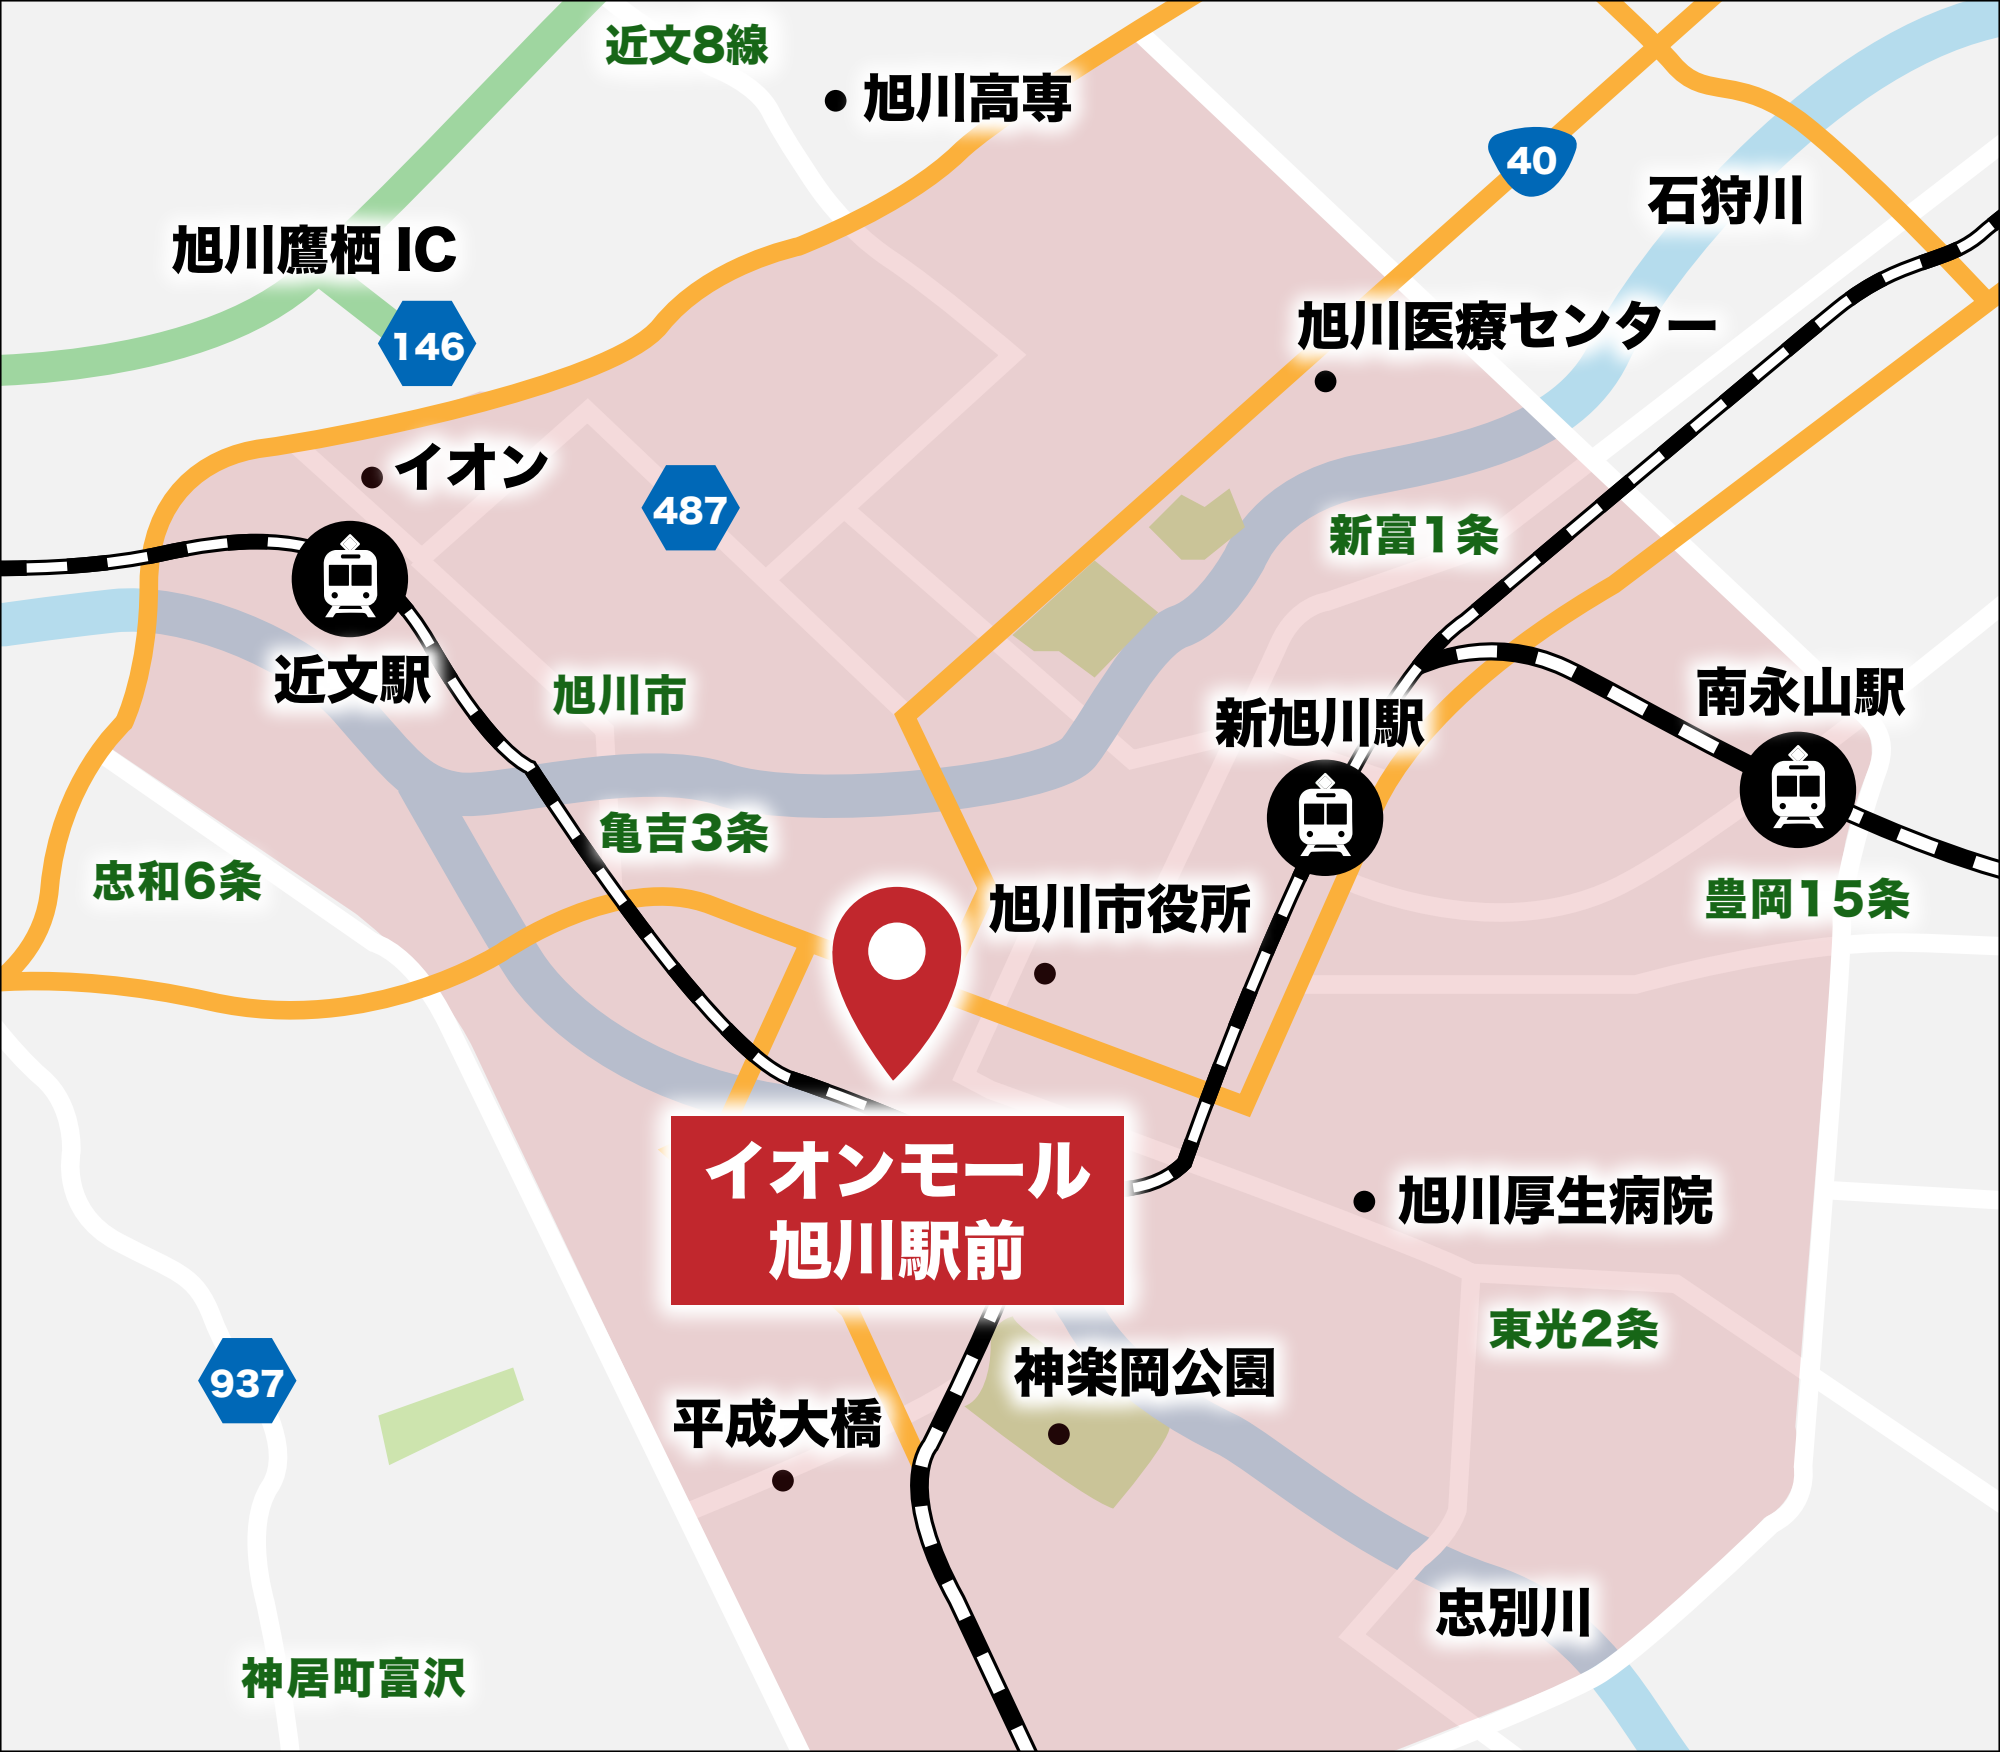 近文8線
旭川高専
40
石狩川
旭川鷹栖 IC
146
旭川医療センター
イオン
487
新富1条
近文駅
旭川市
新旭川駅
南永山駅
亀吉3条
忠和6条
旭川市役所
豊岡15条
イオンモール
旭川駅前
旭川厚生病院
東光2条
937
神楽岡公園
平成大橋
忠別川
神居町富沢